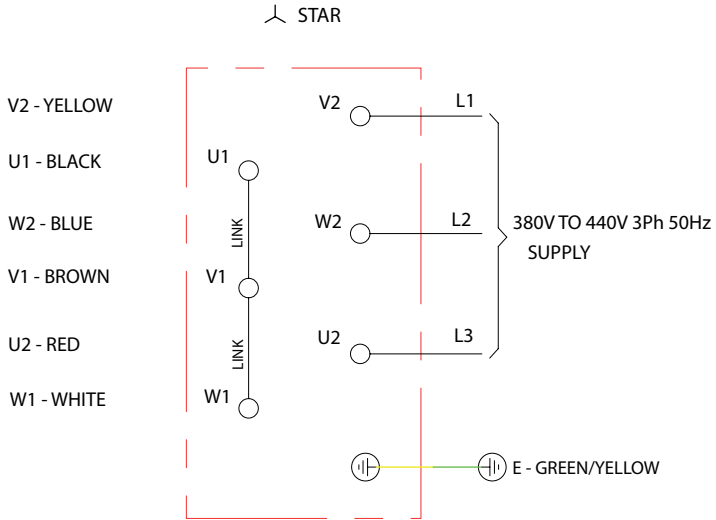 STAR
V2 - YELLOW
U1 - BLACK
W2 - BLUE
V1 - BROWN
U2 - RED
W1 - WHITE
V2
L1
U1
LINK
W2
L2
380V TO 440V 3Ph 50Hz
SUPPLY
V1
LINK
U2
L3
W1
E - GREEN/YELLOW